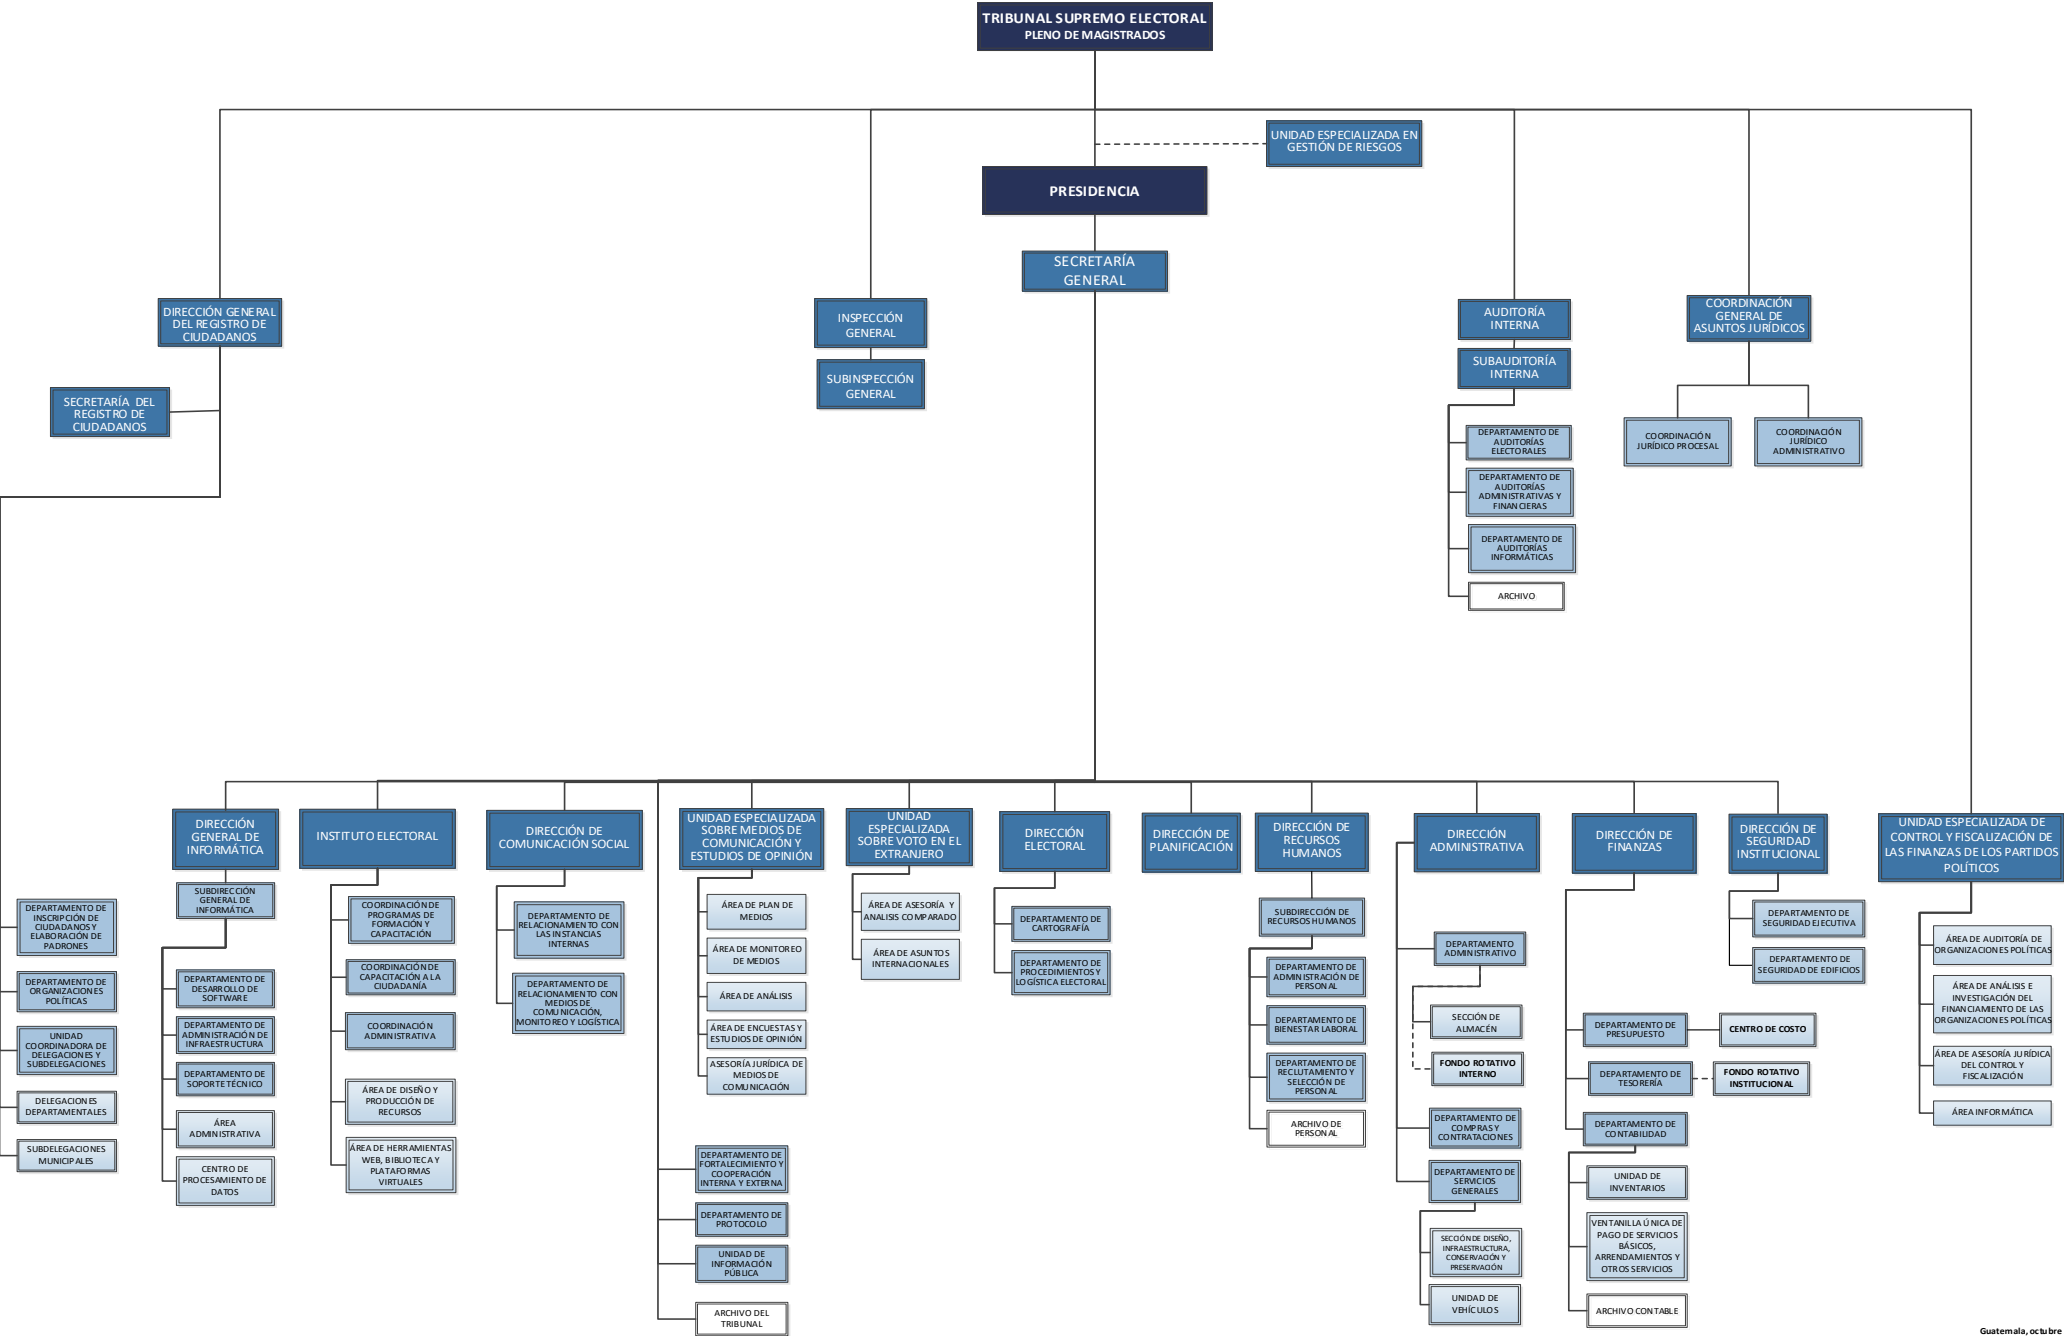 TRIBUNAL SUPREMO ELECTORAL
PLENO DE MAGISTRADOS
UNIDAD ESPECIALIZADA EN
GESTIÓN DE RIESGOS
PRESIDENCIA
SECRETARÍA
GENERAL
DIRECCIÓN GENERAL
DEL REGISTRO DE
CIUDADANOS
SECRETARÍA DEL
REGISTRO DE
CIUDADANOS
INSPECCIÓN
GENERAL
SUBINSPECCIÓN
GENERAL
AUDITORÍA
INTERNA
SUBAUDITORÍA
INTERNA
DEPARTAMENTO DE
AUDITORÍAS
ELECTORALES
DEPARTAMENTO DE
AUDITORÍAS
ADMINISTRATIVAS Y
FINANCIERAS
DEPARTAMENTO DE
AUDITORÍAS
INFORMÁTICAS
ARCHIVO
COORDINACIÓN
GENERAL DE
ASUNTOS JURÍDICOS
COORDINACIÓN
JURÍDICO PROCESAL
COORDINACIÓN
JURÍDICO
ADMINISTRATIVO
DEPARTAMENTO DE
INSCRIPCIÓN DE
CIUDADANOS Y
ELABORACIÓN DE
PADRONES
DEPARTAMENTO DE
ORGANIZACIONES
POLÍTICAS
UNIDAD
COORDINADORA DE
DELEGACIONES Y
SUBDELEGACIONES
DELEGACIONES
DEPARTAMENTALES
SUBDELEGACIONES
MUNICIPALES
DIRECCIÓN
GENERAL DE
INFORMÁTICA
SUBDIRECCIÓN
GENERAL DE
INFORMÁTICA
DEPARTAMENTO DE
DESARROLLO DE
SOFTWARE
DEPARTAMENTO DE
ADMINISTRACIÓN DE
INFRAESTRUCTURA
DEPARTAMENTO DE
SOPORTE TÉCNICO
ÁREA
ADMINISTRATIVA
CENTRO DE
PROCESAMIENTO DE
DATOS
INSTITUTO ELECTORAL
COORDINACIÓN DE
PROGRAMAS DE
FORMACIÓN Y
CAPACITACIÓN
COORDINACIÓN DE
CAPACITACIÓN A LA
CIUDADANÍA
COORDINACIÓN
ADMINISTRATIVA
ÁREA DE DISEÑO Y
PRODUCCIÓN DE
RECURSOS
ÁREA DE HERRAMIENTAS
WEB, BIBLIOTECA Y
PLATAFORMAS
VIRTUALES
DIRECCIÓN DE
COMUNICACIÓN SOCIAL
DEPARTAMENTO DE
RELACIONAMIENTO CON
LAS INSTANCIAS
INTERNAS
DEPARTAMENTO DE
RELACIONAMIENTO CON
MEDIOS DE
COMUNICACIÓN,
MONITOREO Y LOGÍSTICA
UNIDAD ESPECIALIZADA
SOBRE MEDIOS DE
COMUNICACIÓN Y
ESTUDIOS DE OPINIÓN
ÁREA DE PLAN DE
MEDIOS
ÁREA DE MONITOREO
DE MEDIOS
ÁREA DE ANÁLISIS
ÁREA DE ENCUESTAS Y
ESTUDIOS DE OPINIÓN
ASESORÍA JURÍDICA DE
MEDIOS DE
COMUNICACIÓN
DEPARTAMENTO DE
FORTALECIMIENTO Y
COOPERACIÓN
INTERNA Y EXTERNA
DEPARTAMENTO DE
PROTOCOLO
UNIDAD DE
INFORMACIÓN
PÚBLICA
ARCHIVO DEL
TRIBUNAL
UNIDAD
ESPECIALIZADA
SOBRE VOTO EN EL
EXTRANJERO
ÁREA DE ASESORÍA Y
ANALISIS COMPARADO
ÁREA DE ASUNTOS
INTERNACIONALES
DIRECCIÓN
ELECTORAL
DEPARTAMENTO DE
CARTOGRAFÍA
DEPARTAMENTO DE
PROCEDIMIENTOS Y
LOGÍSTICA ELECTORAL
DIRECCIÓN DE
PLANIFICACIÓN
DIRECCIÓN DE
RECURSOS
HUMANOS
SUBDIRECCIÓN DE
RECURSOS HUMANOS
DEPARTAMENTO DE
ADMINISTRACIÓN DE
PERSONAL
DEPARTAMENTO DE
BIENESTAR LABORAL
DEPARTAMENTO DE
RECLUTAMIENTO Y
SELECCIÓN DE
PERSONAL
ARCHIVO DE
PERSONAL
DIRECCIÓN
ADMINISTRATIVA
DEPARTAMENTO
ADMINISTRATIVO
SECCIÓN DE
ALMACÉN
FONDO ROTATIVO
INTERNO
DEPARTAMENTO DE
COMPRAS Y
CONTRATACIONES
DEPARTAMENTO DE
SERVICIOS
GENERALES
SECCIÓN DE DISEÑO,
INFRAESTRUCTURA,
CONSERVACIÓN Y
PRESERVACIÓN
UNIDAD DE
VEHÍCULOS
DIRECCIÓN DE
FINANZAS
DEPARTAMENTO DE
PRESUPUESTO
CENTRO DE COSTO
DEPARTAMENTO DE
TESORERÍA
FONDO ROTATIVO
INSTITUCIONAL
DEPARTAMENTO DE
CONTABILIDAD
UNIDAD DE
INVENTARIOS
VENTANILLA ÚNICA DE
PAGO DE SERVICIOS
BÁSICOS,
ARRENDAMIENTOS Y
OTROS SERVICIOS
ARCHIVO CONTABLE
DIRECCIÓN DE
SEGURIDAD
INSTITUCIONAL
DEPARTAMENTO DE
SEGURIDAD EJECUTIVA
DEPARTAMENTO DE
SEGURIDAD DE EDIFICIOS
UNIDAD ESPECIALIZADA DE
CONTROL Y FISCALIZACIÓN DE
LAS FINANZAS DE LOS PARTIDOS
POLÍTICOS
ÁREA DE AUDITORÍA DE
ORGANIZACIONES POLÍTICAS
ÁREA DE ANÁLISIS E
INVESTIGACIÓN DEL
FINANCIAMIENTO DE LAS
ORGANIZACIONES POLÍTICAS
ÁREA DE ASESORÍA JURÍDICA
DEL CONTROL Y
FISCALIZACIÓN
ÁREA INFORMÁTICA
Guatemala, octubre